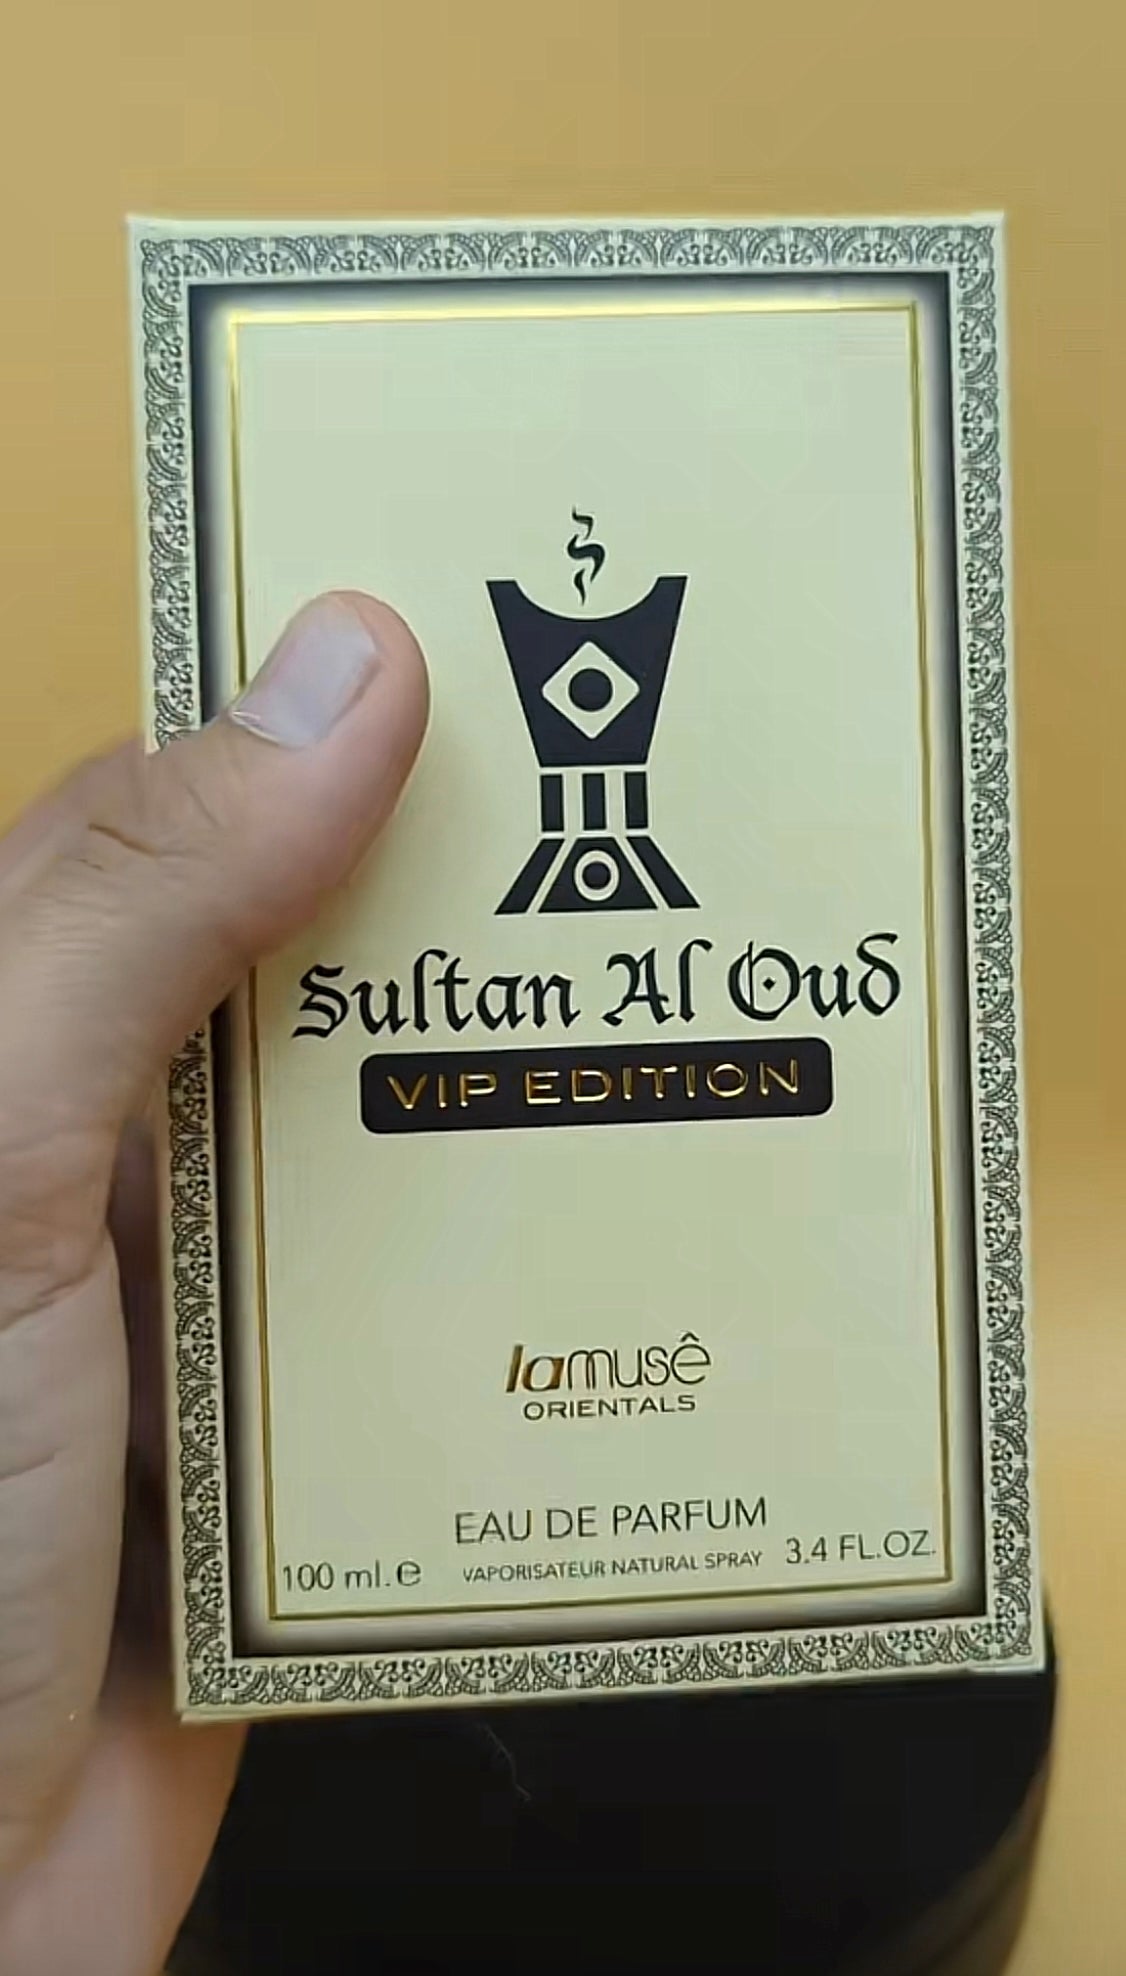 Sultan Al Oud
VIP EDITION
lamusê
ORIENTALS
EAU DE PARFUM
100 ml.e VAPORISATEUR NATURAL SPRAY 3.4 FL.OZ.